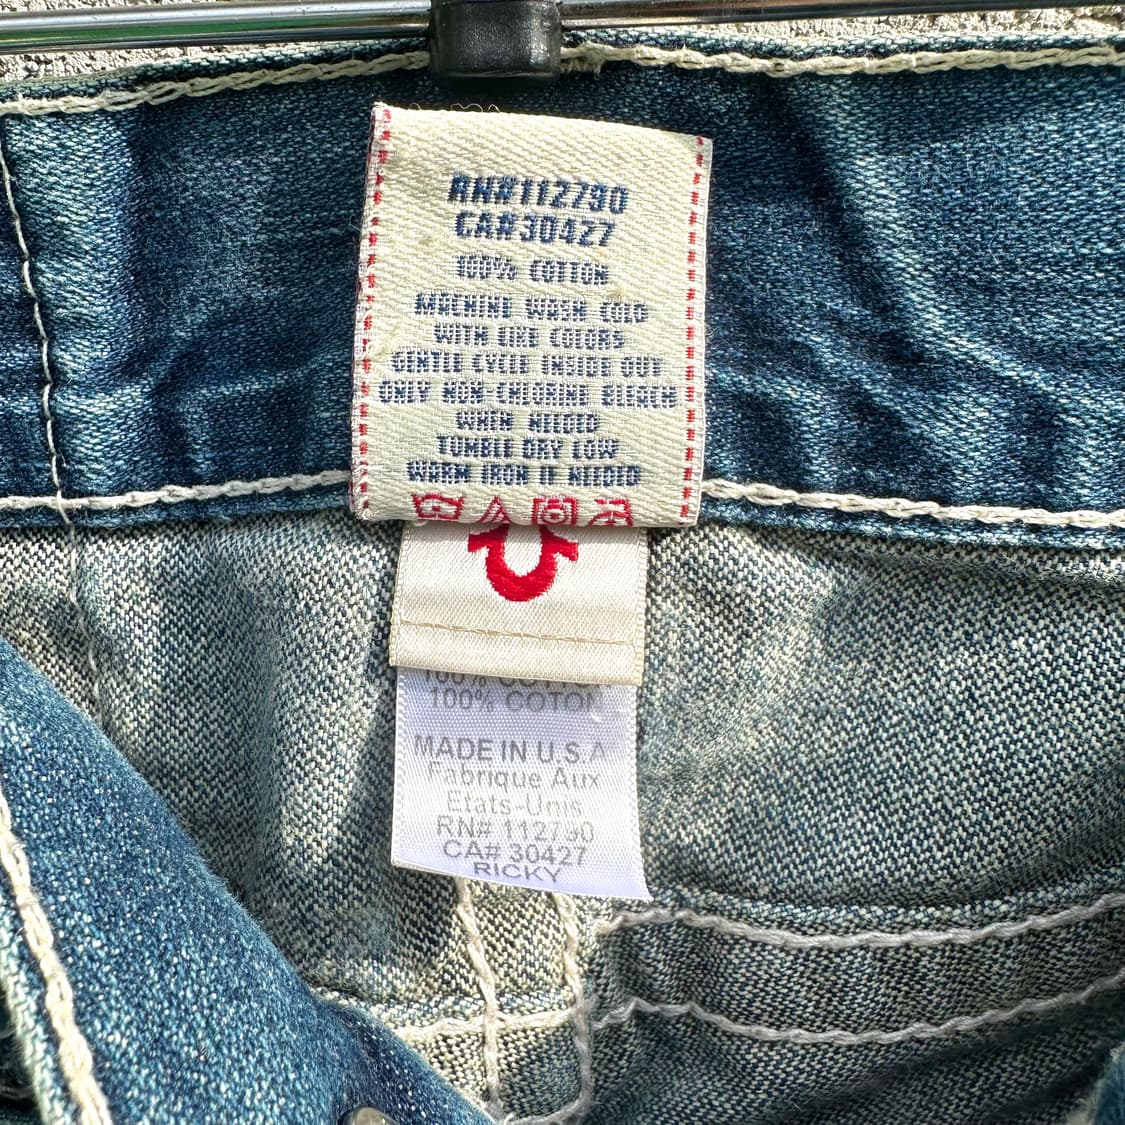 RN#112790
CA#30427
100% COTTON
MACHINE WASH COLD
WITH LIKE COLORS
GENTLE CYCLE INSIDE OUT
ONLY NON-CHLORINE BLEACH
WHEN NEEDED
TUMBLE DRY LOW
WARM IRON IF NEEDED
100%
100% COTON
MADE IN U.S.A
Fabrique Aux
Etats-Unis
RN# 112790
CA# 30427
RICKY